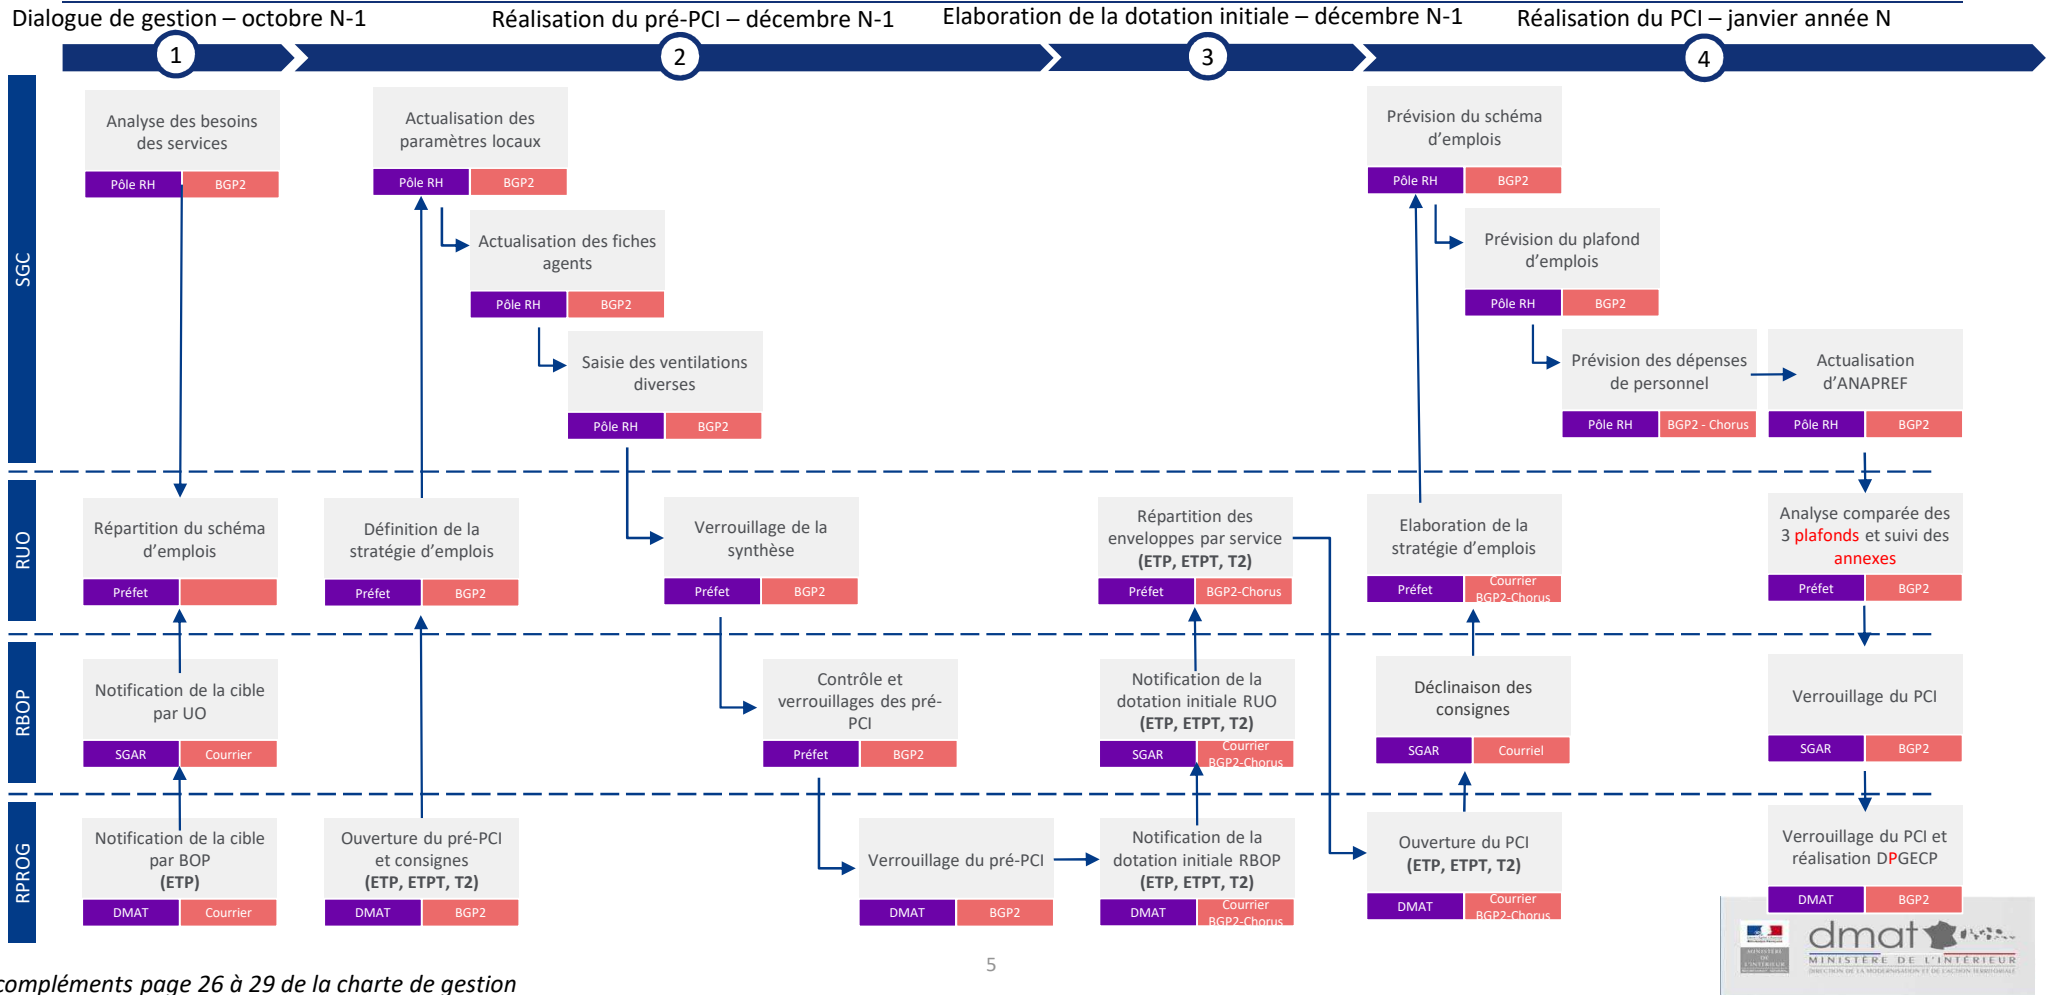 Dialogue de gestion – octobre N-1
Réalisation du pré-PCI – décembre N-1
Elaboration de la dotation initiale – décembre N-1
Réalisation du PCI – janvier année N
1
2
3
4
SGC
Analyse des besoins
des services
Pôle RH
BGP2
Actualisation des
paramètres locaux
Pôle RH
BGP2
Actualisation des fiches
agents
Pôle RH
BGP2
Saisie des ventilations
diverses
Pôle RH
BGP2
Prévision du schéma
d'emplois
Pôle RH
BGP2
Prévision du plafond
d'emplois
Pôle RH
BGP2
Prévision des dépenses
de personnel
Pôle RH
BGP2 - Chorus
Actualisation
d'ANAPREF
Pôle RH
BGP2
RUO
Répartition du schéma
d'emplois
Préfet
Définition de la
stratégie d'emplois
Préfet
BGP2
Verrouillage de la
synthèse
Préfet
BGP2
Répartition des
enveloppes par service
(ETP, ETPT, T2)
Préfet
BGP2-Chorus
Elaboration de la
stratégie d'emplois
Préfet
Courrier
BGP2-Chorus
Analyse comparée des
3 plafonds et suivi des
annexes
Préfet
BGP2
RBOP
Notification de la cible
par UO
SGAR
Courrier
Contrôle et
verrouillages des pré-
PCI
Préfet
BGP2
Notification de la
dotation initiale RUO
(ETP, ETPT, T2)
SGAR
Courrier
BGP2-Chorus
Déclinaison des
consignes
SGAR
Courriel
Verrouillage du PCI
SGAR
BGP2
RPROG
Notification de la cible
par BOP
(ETP)
DMAT
Courrier
Ouverture du pré-PCI
et consignes
(ETP, ETPT, T2)
DMAT
BGP2
Verrouillage du pré-PCI
DMAT
BGP2
Notification de la
dotation initiale RBOP
(ETP, ETPT, T2)
DMAT
Courrier
BGP2-Chorus
Ouverture du PCI
(ETP, ETPT, T2)
DMAT
Courrier
BGP2-Chorus
Verrouillage du PCI et
réalisation DPGECP
DMAT
BGP2
MINISTÈRE
DE
L'INTÉRIEUR
dmat
MINISTÈRE DE L'INTÉRIEUR
DIRECTION DE LA MODERNISATION ET DE L'ACTION TERRITORIALE
5
compléments page 26 à 29 de la charte de gestion